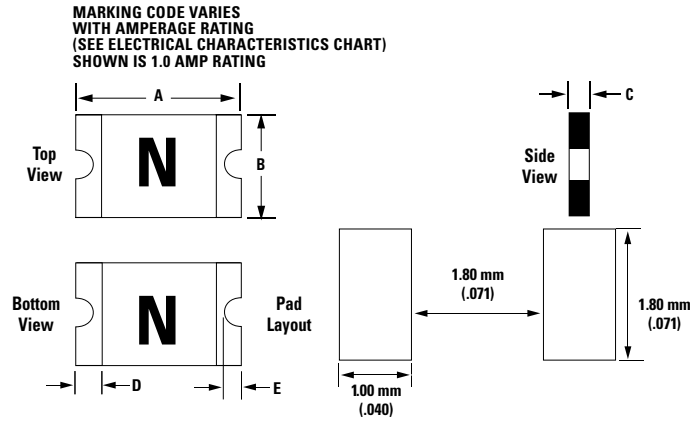 MARKING CODE VARIES
WITH AMPERAGE RATING
(SEE ELECTRICAL CHARACTERISTICS CHART)
SHOWN IS 1.0 AMP RATING
A
C
Top
View
N
B
Side
View
Bottom
View
N
Pad
Layout
1.80 mm
(.071)
1.80 mm
(.071)
D
E
1.00 mm
(.040)